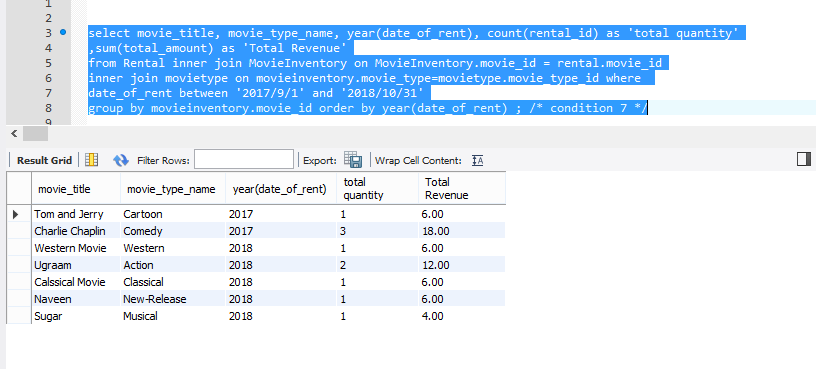 1
2
3 select movie_title, movie_type_name, year(date_of_rent), count(rental_id) as 'total quantity'
4 ,sum(total_amount) as 'Total Revenue'
5 from Rental inner join MovieInventory on MovieInventory.movie_id = rental.movie_id
6 inner join movietype on movieinventory.movie_type=movietype.movie_type_id where
7 date_of_rent between '2017/9/1' and '2018/10/31'
8 group by movieinventory.movie_id order by year(date_of_rent) ; /* condition 7 */
9
Result Grid Filter Rows: Export: Wrap Cell Content: IA
movie_title movie_type_name year(date_of_rent) total quantity Total Revenue
Tom and Jerry Cartoon 2017 1 6.00
Charlie Chaplin Comedy 2017 3 18.00
Western Movie Western 2018 1 6.00
Ugraam Action 2018 2 12.00
Calssical Movie Classical 2018 1 6.00
Naveen New-Release 2018 1 6.00
Sugar Musical 2018 1 4.00